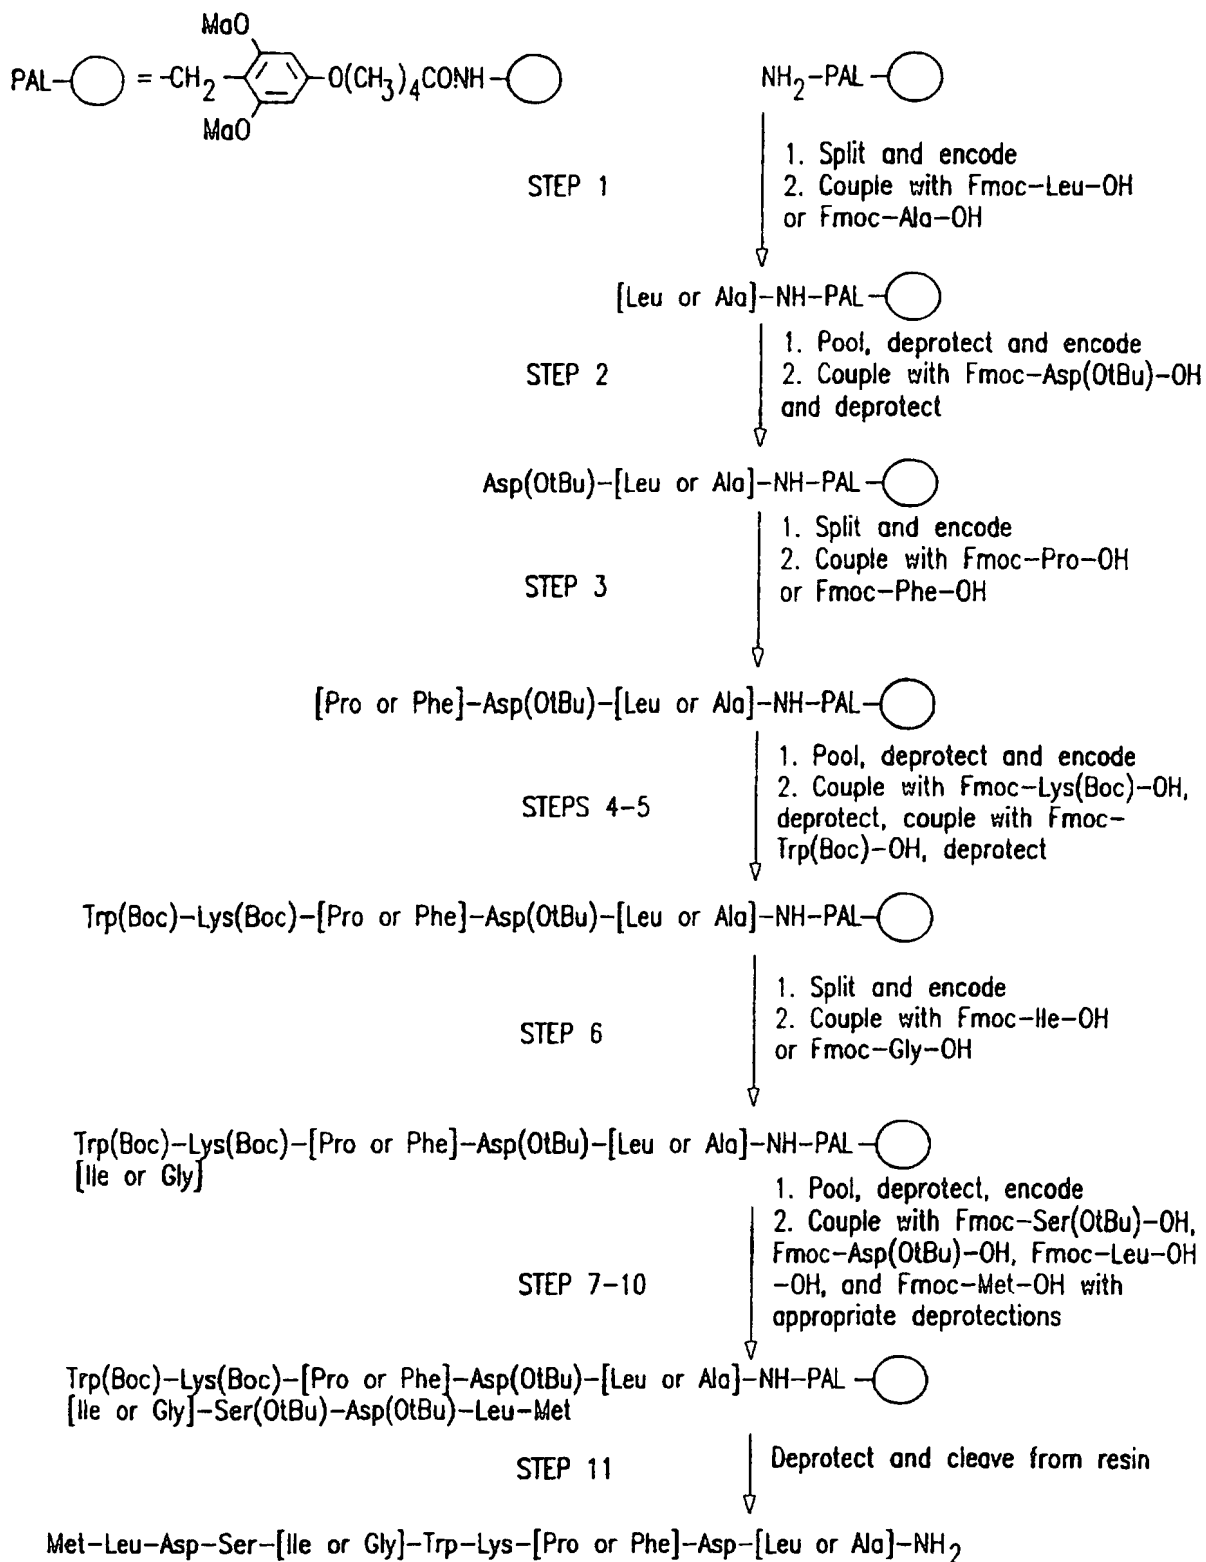 MaO
PAL– = –CH2– –O(CH3)4CONH–
MaO
NH2–PAL–
STEP 1
1. Split and encode
2. Couple with Fmoc–Leu–OH
or Fmoc–Ala–OH
[Leu or Ala]–NH–PAL–
STEP 2
1. Pool, deprotect and encode
2. Couple with Fmoc–Asp(OtBu)–OH
and deprotect
Asp(OtBu)–[Leu or Ala]–NH–PAL–
STEP 3
1. Split and encode
2. Couple with Fmoc–Pro–OH
or Fmoc–Phe–OH
[Pro or Phe]–Asp(OtBu)–[Leu or Ala]–NH–PAL–
STEPS 4–5
1. Pool, deprotect and encode
2. Couple with Fmoc–Lys(Boc)–OH,
deprotect, couple with Fmoc–
Trp(Boc)–OH, deprotect
Trp(Boc)–Lys(Boc)–[Pro or Phe]–Asp(OtBu)–[Leu or Ala]–NH–PAL–
STEP 6
1. Split and encode
2. Couple with Fmoc–Ile–OH
or Fmoc–Gly–OH
Trp(Boc)–Lys(Boc)–[Pro or Phe]–Asp(OtBu)–[Leu or Ala]–NH–PAL–
[Ile or Gly]
STEP 7–10
1. Pool, deprotect, encode
2. Couple with Fmoc–Ser(OtBu)–OH,
Fmoc–Asp(OtBu)–OH, Fmoc–Leu–OH
–OH, and Fmoc–Met–OH with
appropriate deprotections
Trp(Boc)–Lys(Boc)–[Pro or Phe]–Asp(OtBu)–[Leu or Ala]–NH–PAL–
[Ile or Gly]–Ser(OtBu)–Asp(OtBu)–Leu–Met
STEP 11
Deprotect and cleave from resin
Met–Leu–Asp–Ser–[Ile or Gly]–Trp–Lys–[Pro or Phe]–Asp–[Leu or Ala]–NH2